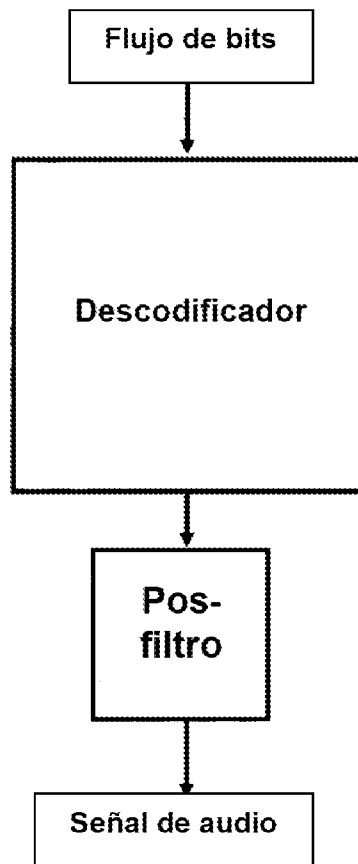 Flujo de bits
Descodificador
Pos-
filtro
Señal de audio